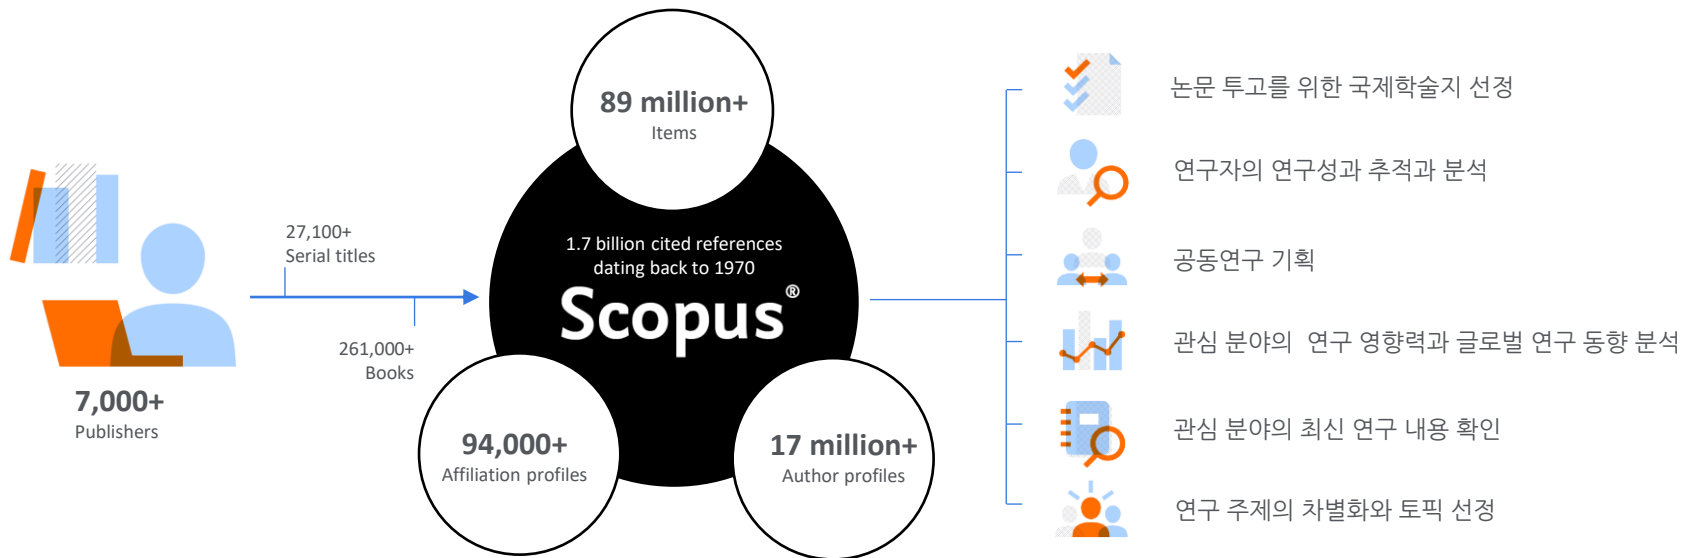 7,000+
Publishers
27,100+
Serial titles
261,000+
Books
89 million+
Items
1.7 billion cited references
dating back to 1970
Scopus®
94,000+
Affiliation profiles
17 million+
Author profiles
논문 투고를 위한 국제학술지 선정
연구자의 연구성과 추적과 분석
공동연구 기획
관심 분야의 연구 영향력과 글로벌 연구 동향 분석
관심 분야의 최신 연구 내용 확인
연구 주제의 차별화와 토픽 선정